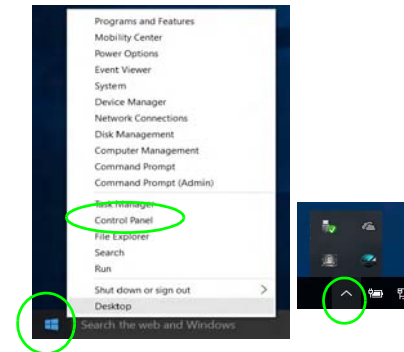 Programs and Features
Mobility Center
Power Options
Event Viewer
System
Device Manager
Network Connections
Disk Management
Computer Management
Command Prompt
Command Prompt (Admin)
Task Manager
Control Panel
File Explorer
Search
Run
Shut down or sign out
Desktop
Search the web and Windows